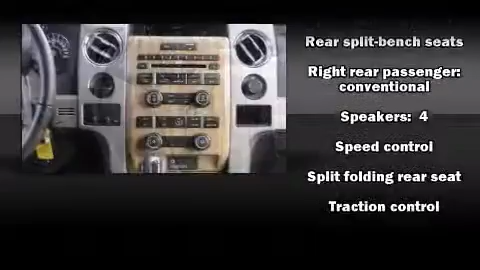 Rear split-bench seats
Right rear passenger:
conventional
Speakers: 4
Speed control
Split folding rear seat
Traction control